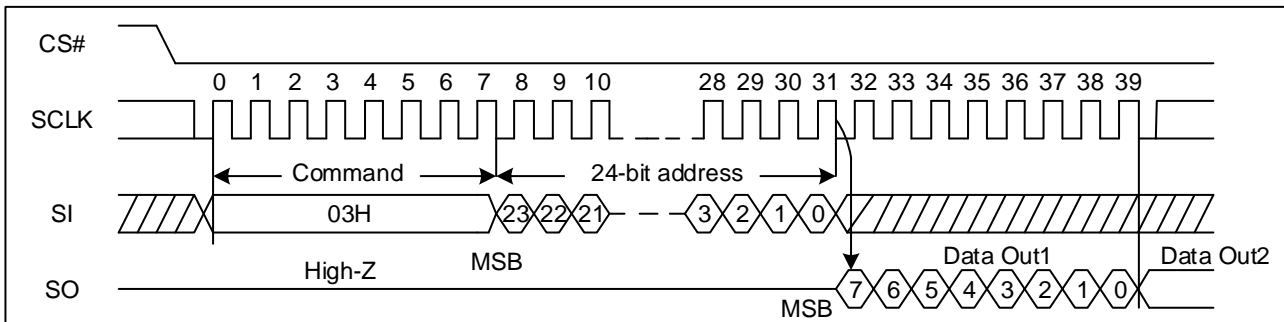 CS#
0 1 2 3 4 5 6 7 8 9 10 28 29 30 31 32 33 34 35 36 37 38 39
SCLK
Command 24-bit address
SI 03H 23 22 21 3 2 1 0
High-Z MSB Data Out1 Data Out2
SO MSB 7 6 5 4 3 2 1 0